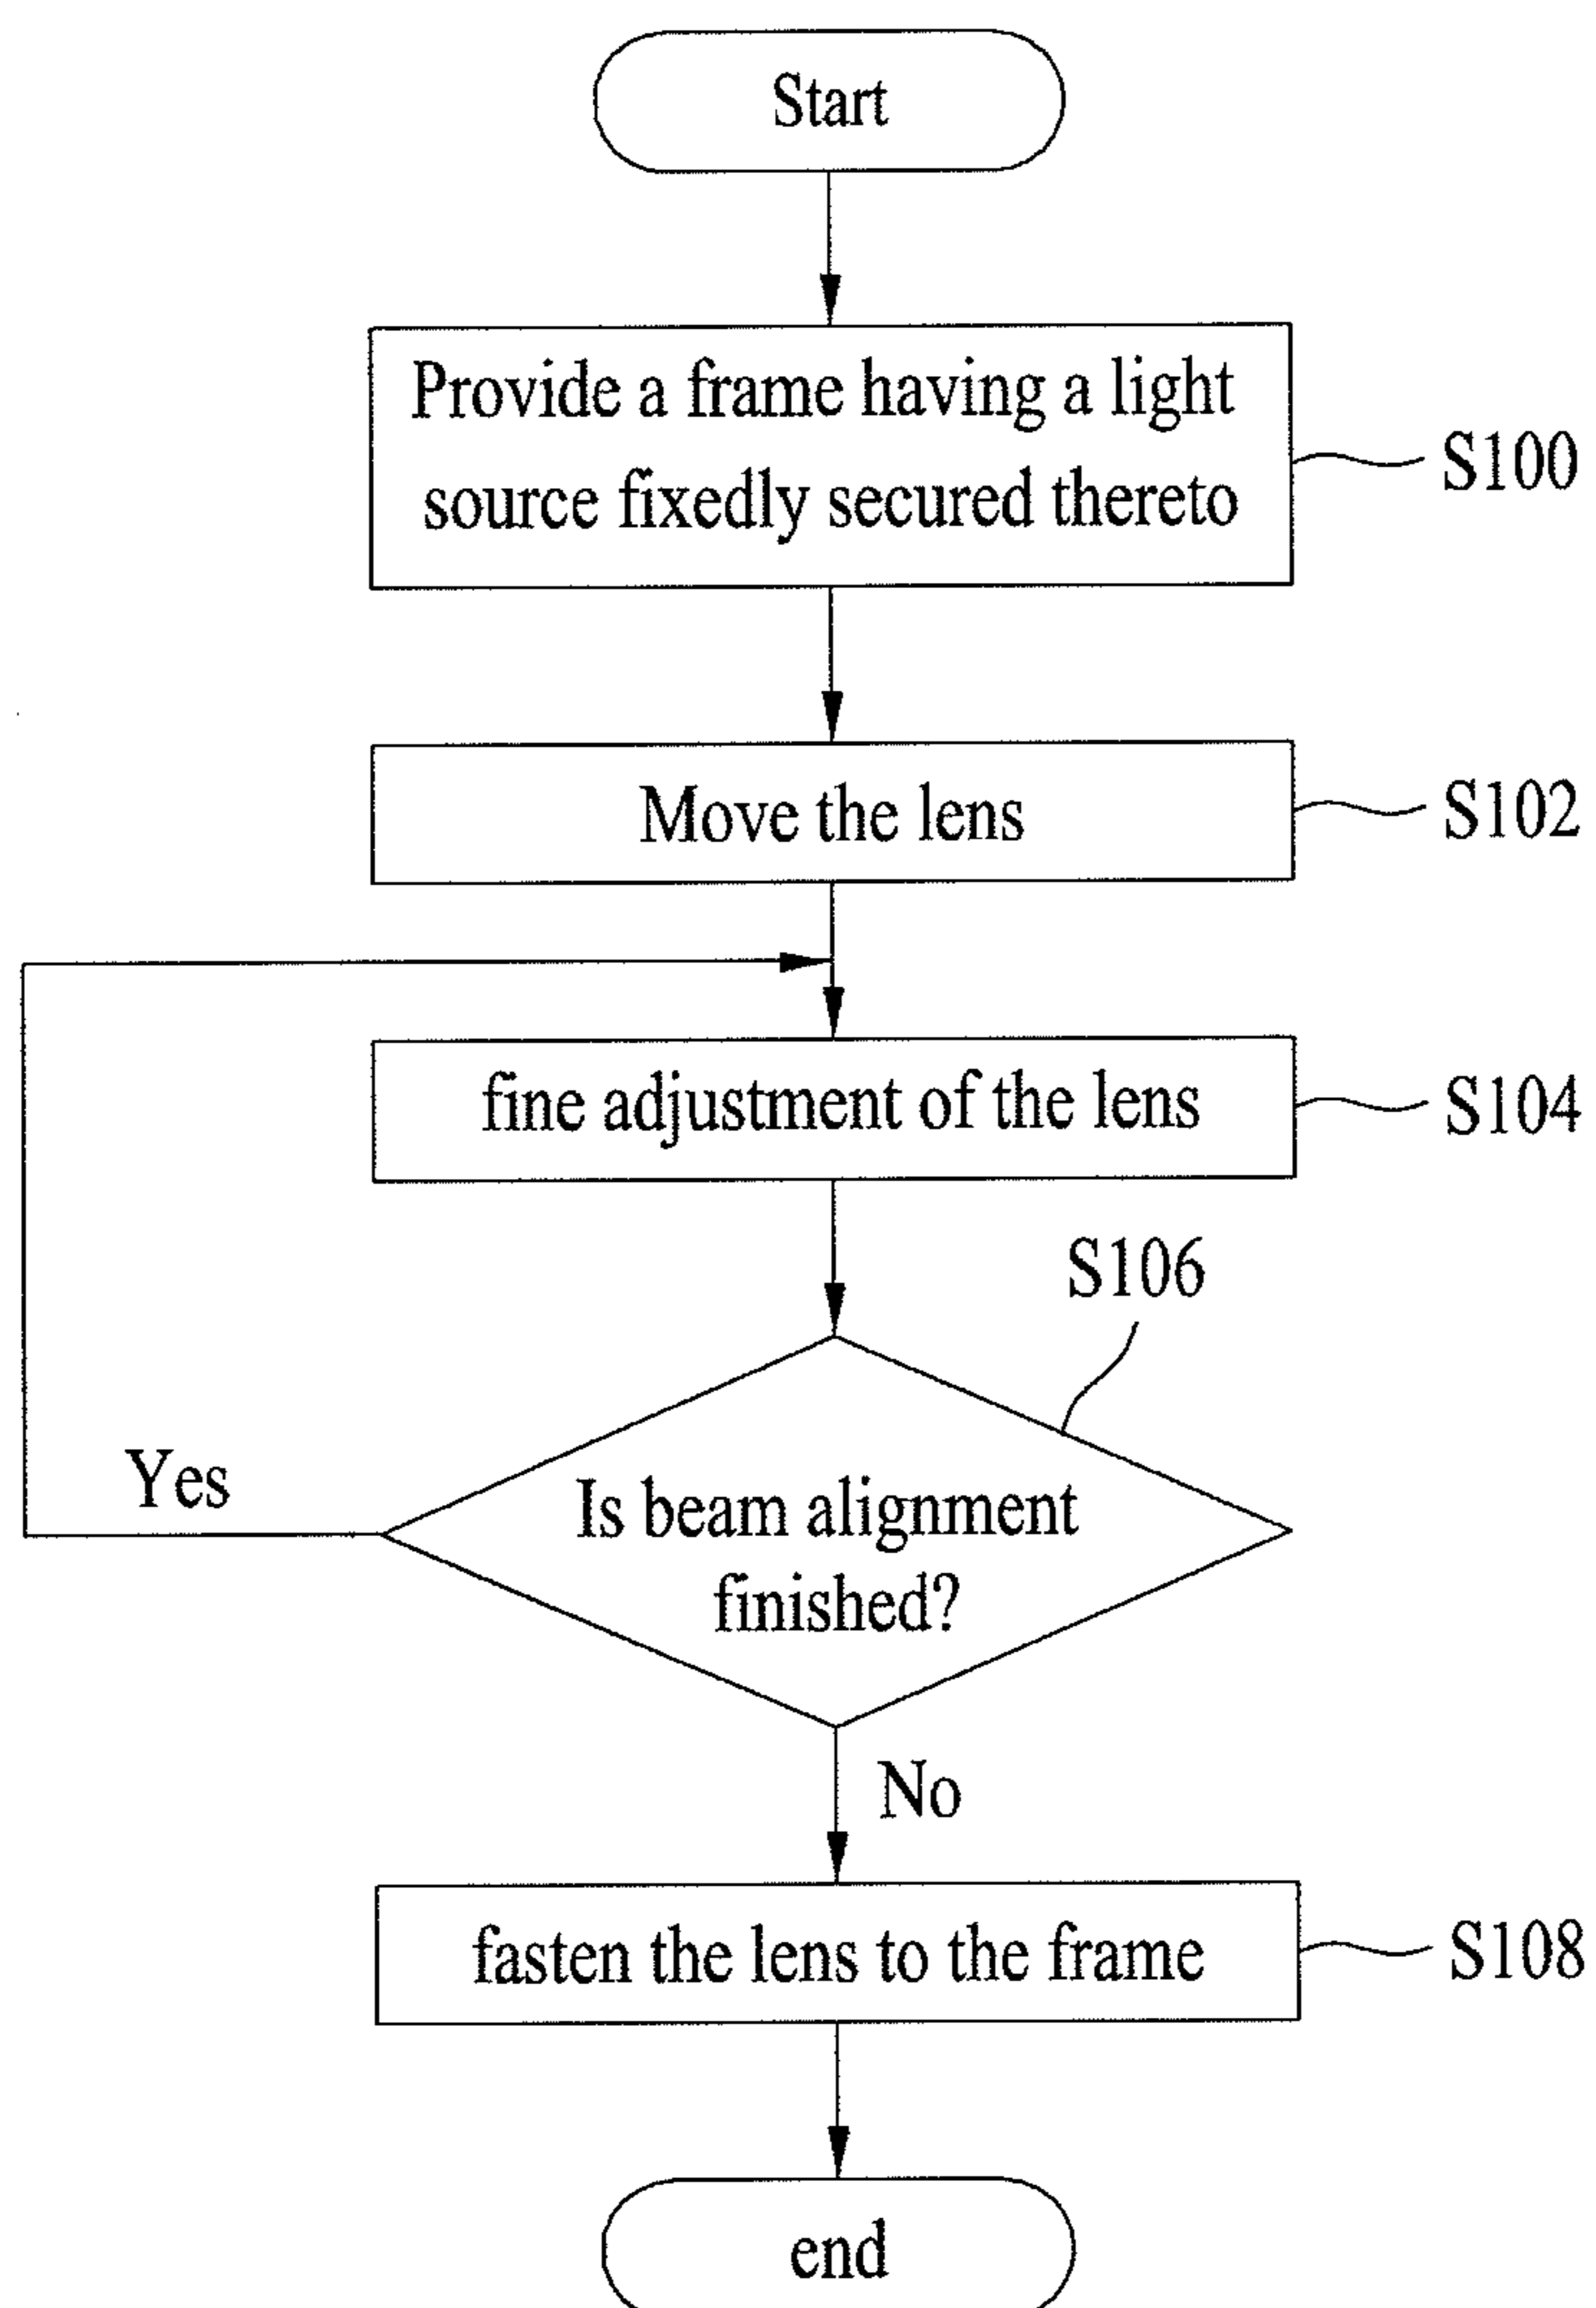 Start
Provide a frame having a light
source fixedly secured thereto
S100
Move the lens
S102
fine adjustment of the lens
S104
S106
Yes
Is beam alignment
finished?
No
fasten the lens to the frame
S108
end